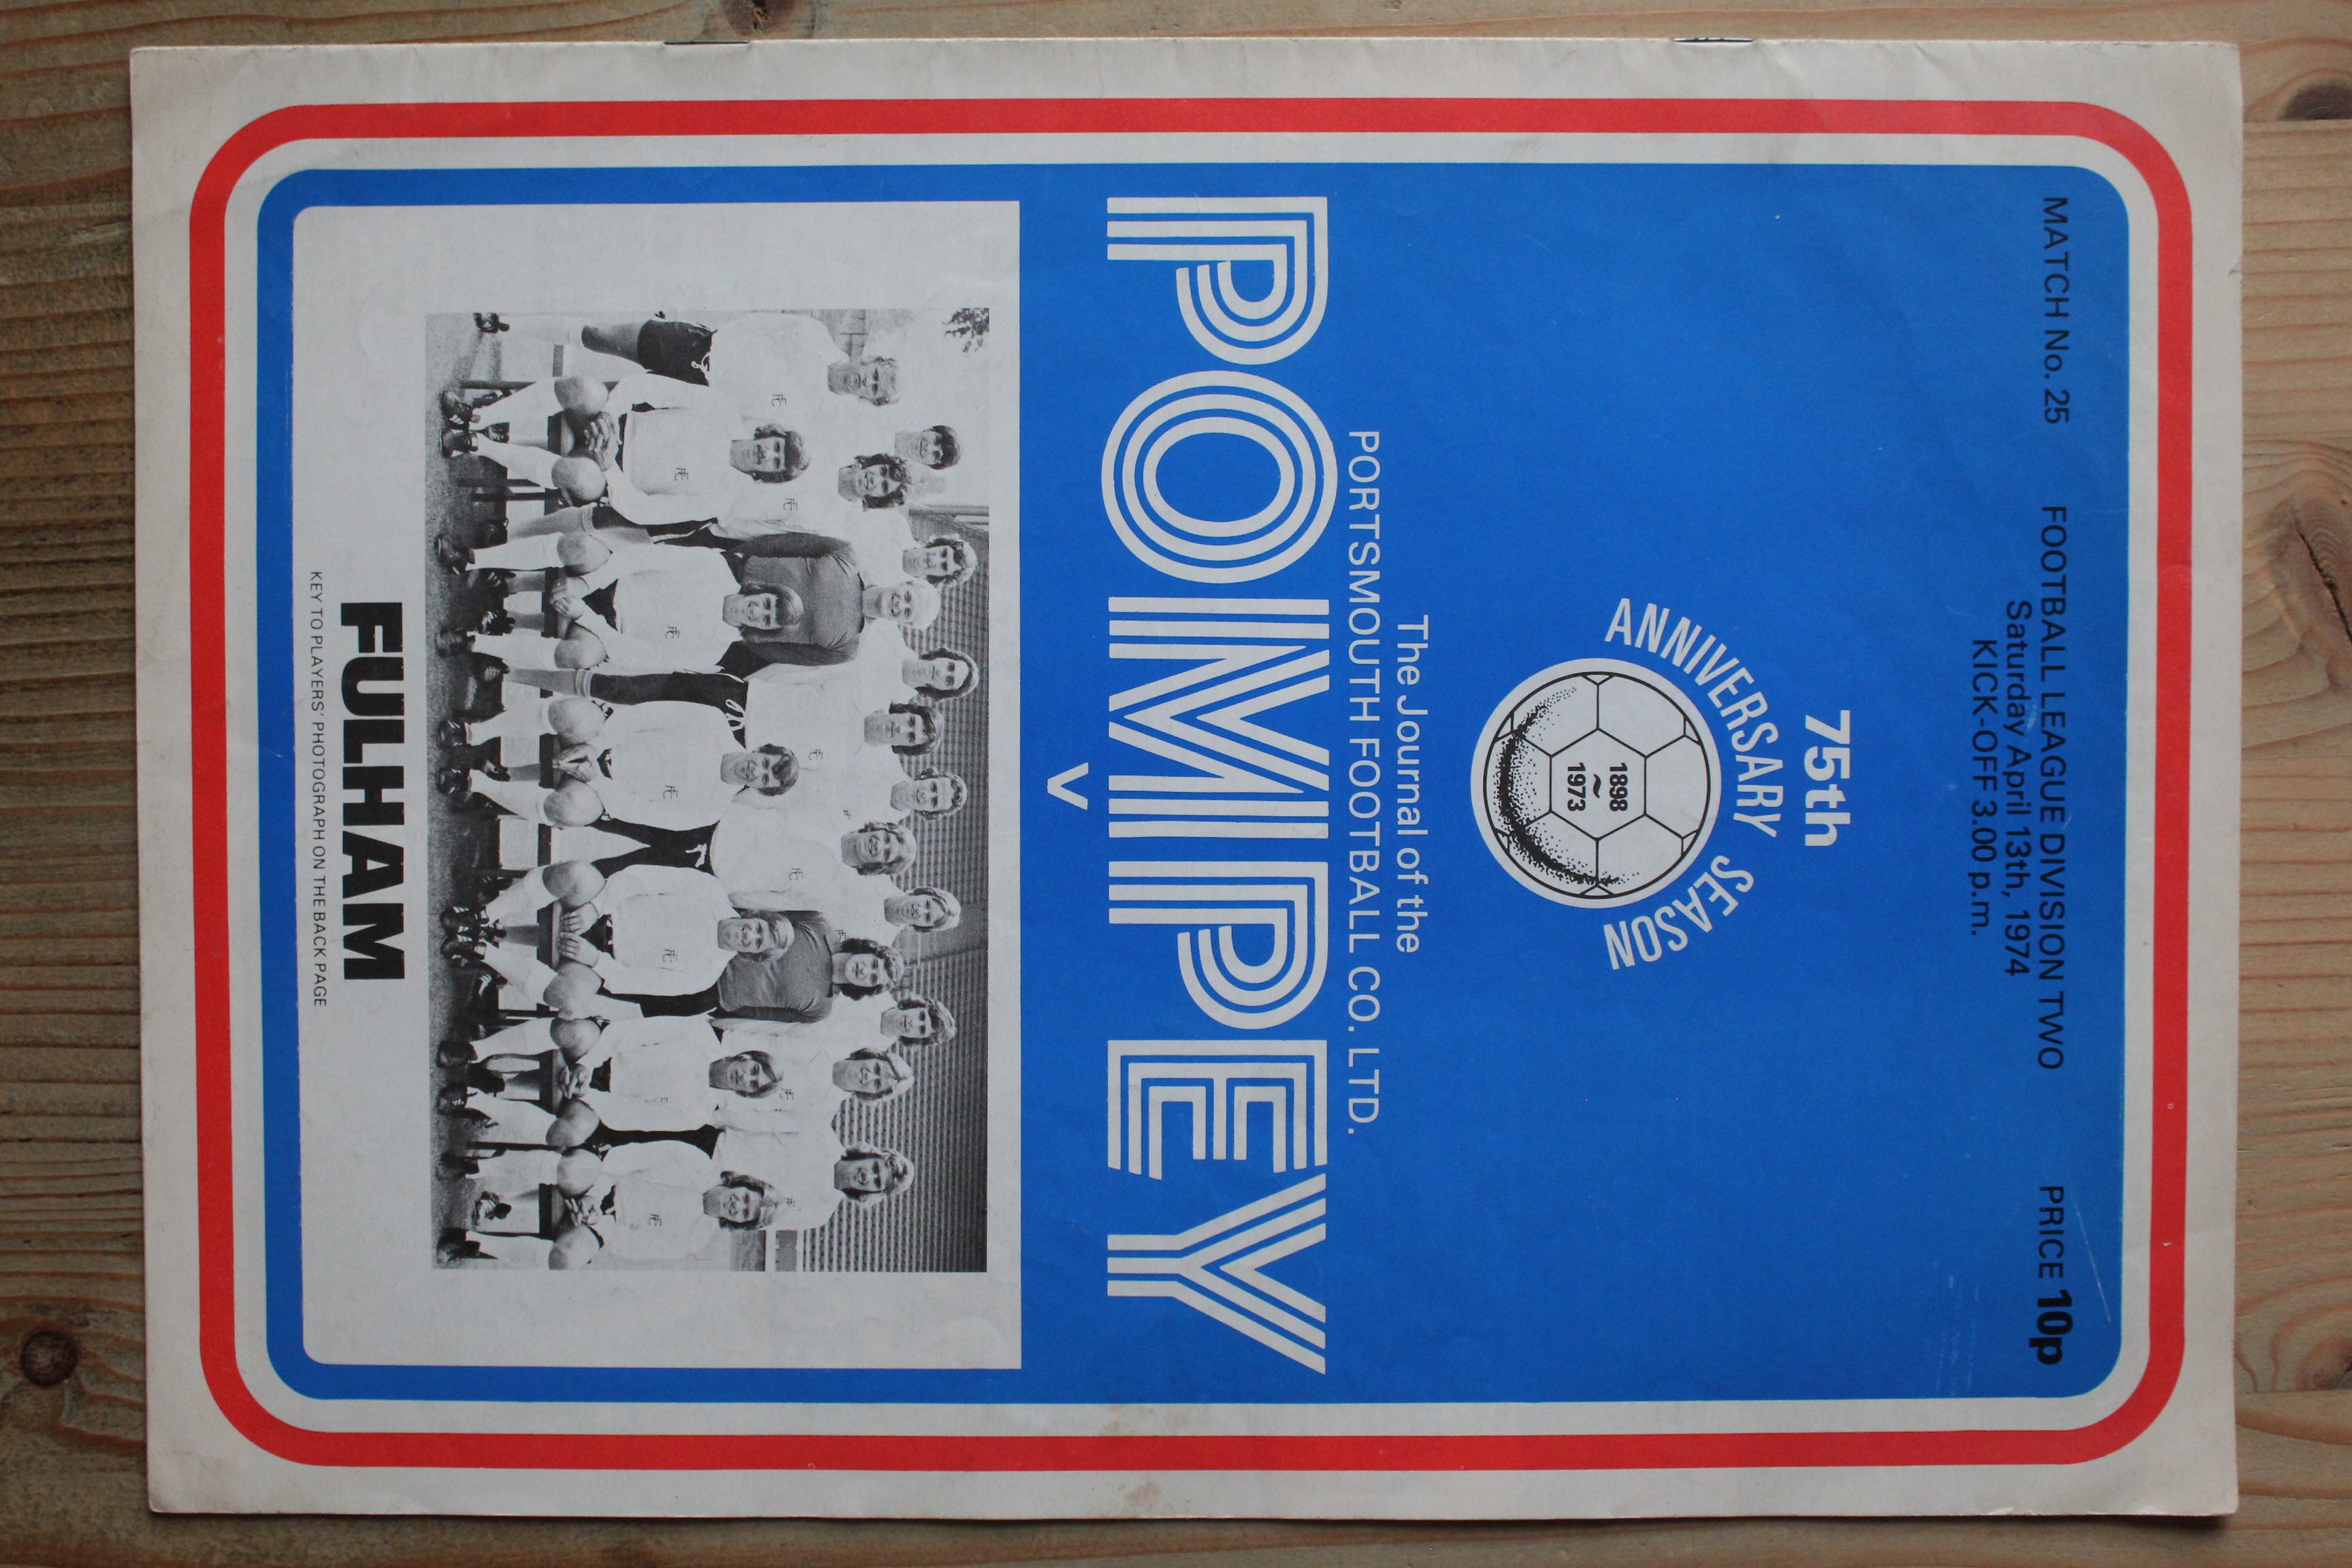 MATCH No. 25 FOOTBALL LEAGUE DIVISION TWO PRICE 10p
Saturday April 13th, 1974
KICK-OFF 3.00 p.m.
75th
ANNIVERSARY SEASON
1898
~
1973
The Journal of the
PORTSMOUTH FOOTBALL CO. LTD.
POMPEY
V
FULHAM
KEY TO PLAYERS' PHOTOGRAPH ON THE BACK PAGE